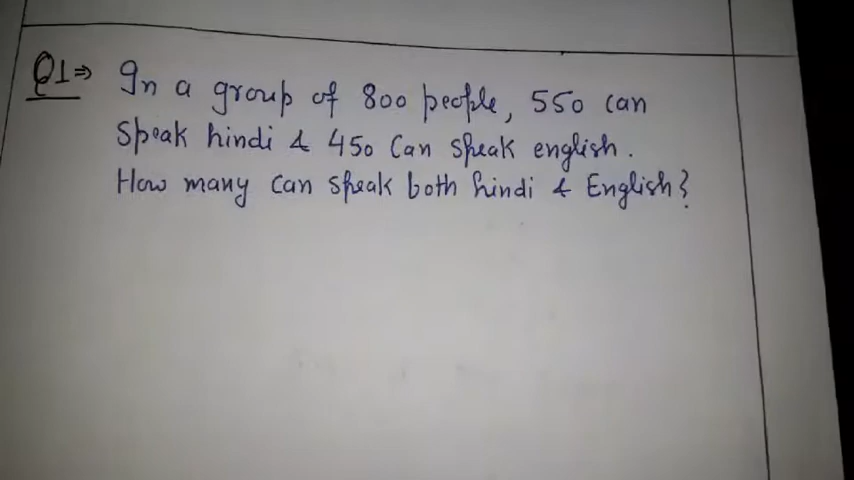 Q1⇒ In a group of 800 people, 550 can
Speak hindi & 450 Can Speak english.
How many can speak both hindi & English?